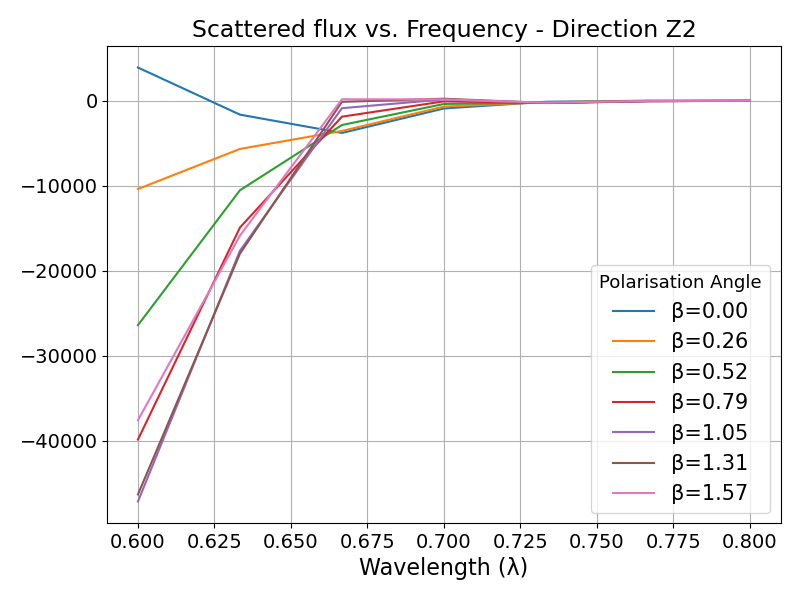 Scattered flux vs. Frequency - Direction Z2
0
−10000
−20000
−30000
−40000
Polarisation Angle
β=0.00
β=0.26
β=0.52
β=0.79
β=1.05
β=1.31
β=1.57
0.600 0.625 0.650 0.675 0.700 0.725 0.750 0.775 0.800
Wavelength (λ)